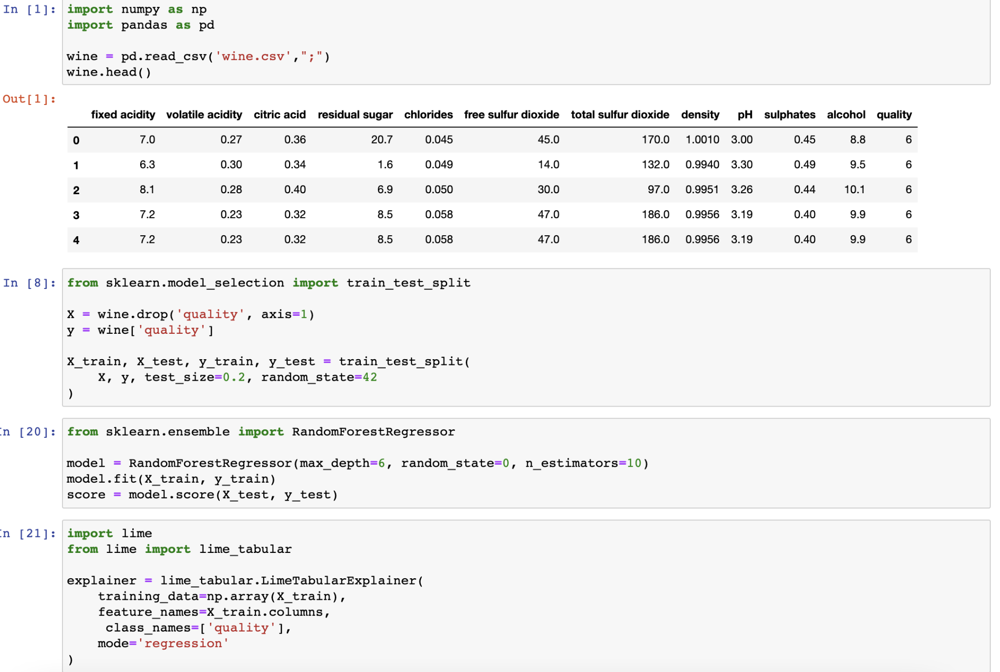 In [1]: import numpy as np
import pandas as pd
wine = pd.read_csv('wine.csv',";")
wine.head()
Out[1]:
fixed acidity volatile acidity citric acid residual sugar chlorides free sulfur dioxide total sulfur dioxide density pH sulphates alcohol quality
0 7.0 0.27 0.36 20.7 0.045 45.0 170.0 1.0010 3.00 0.45 8.8 6
1 6.3 0.30 0.34 1.6 0.049 14.0 132.0 0.9940 3.30 0.49 9.5 6
2 8.1 0.28 0.40 6.9 0.050 30.0 97.0 0.9951 3.26 0.44 10.1 6
3 7.2 0.23 0.32 8.5 0.058 47.0 186.0 0.9956 3.19 0.40 9.9 6
4 7.2 0.23 0.32 8.5 0.058 47.0 186.0 0.9956 3.19 0.40 9.9 6
In [8]: from sklearn.model_selection import train_test_split
X = wine.drop('quality', axis=1)
y = wine['quality']
X_train, X_test, y_train, y_test = train_test_split(
    X, y, test_size=0.2, random_state=42
)
In [20]: from sklearn.ensemble import RandomForestRegressor
model = RandomForestRegressor(max_depth=6, random_state=0, n_estimators=10)
model.fit(X_train, y_train)
score = model.score(X_test, y_test)
In [21]: import lime
from lime import lime_tabular
explainer = lime_tabular.LimeTabularExplainer(
    training_data=np.array(X_train),
    feature_names=X_train.columns,
     class_names=['quality'],
    mode='regression'
)